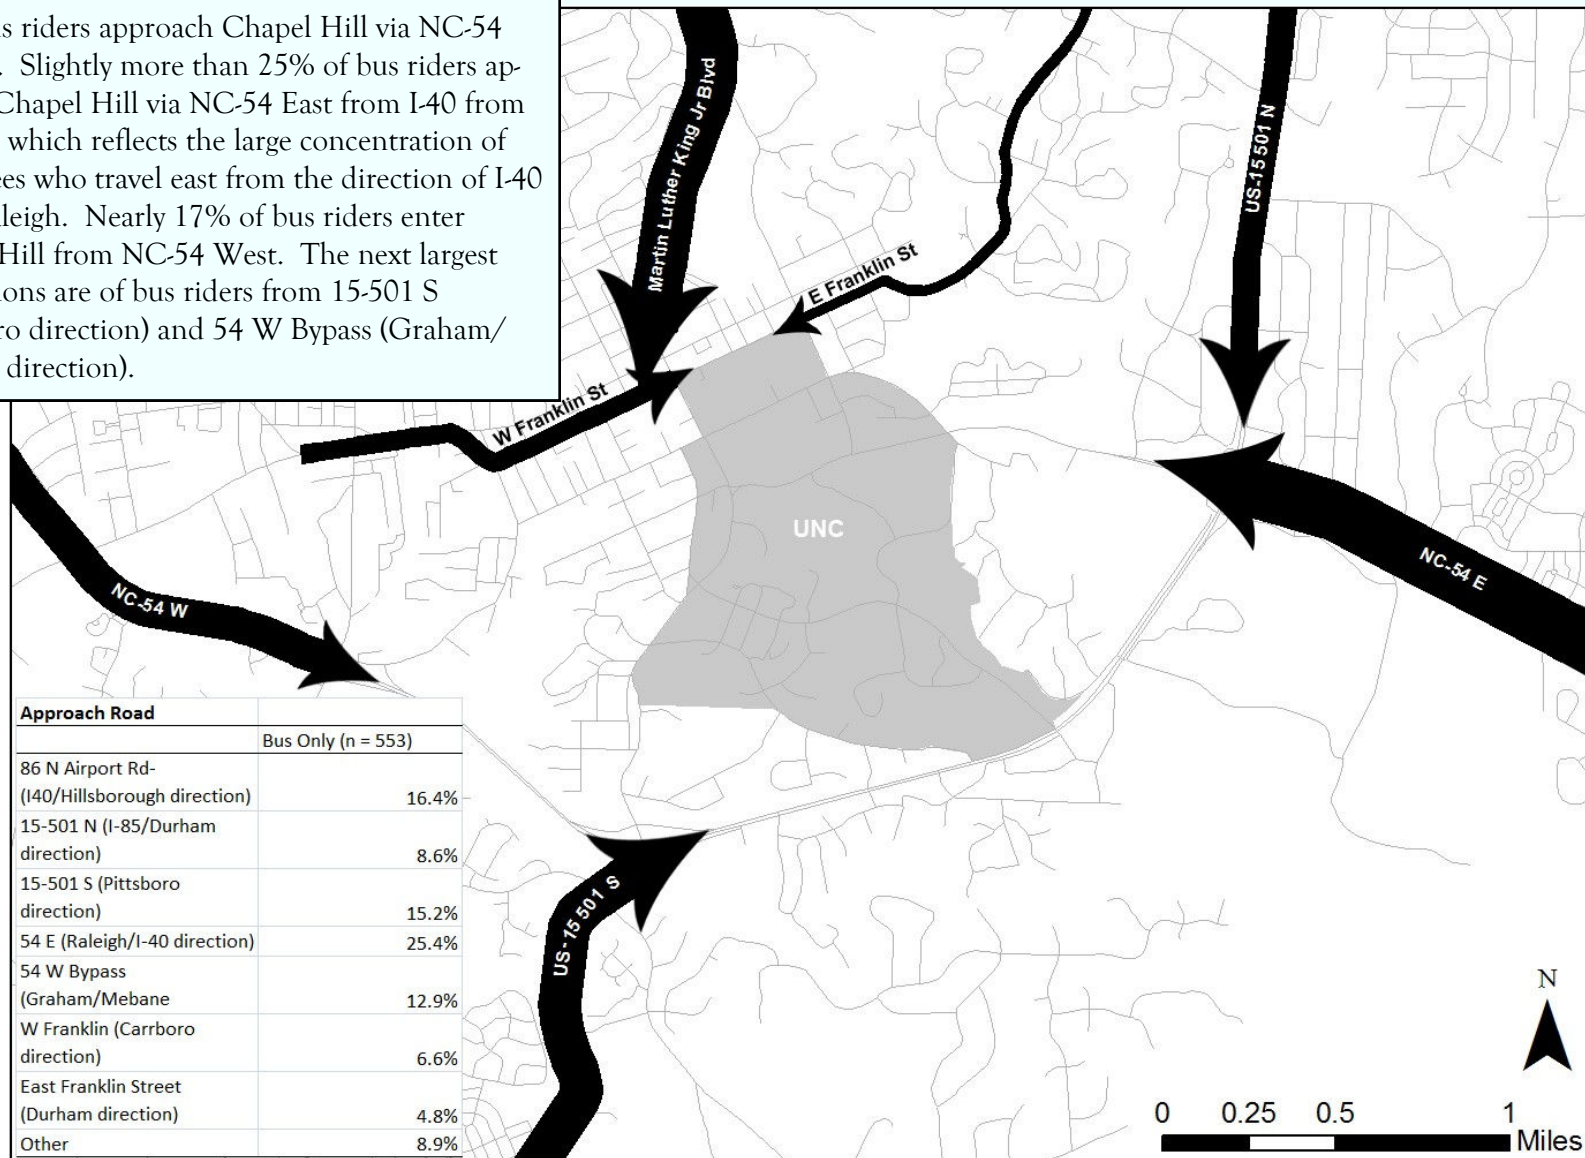 s riders approach Chapel Hill via NC-54
. Slightly more than 25% of bus riders ap-
Chapel Hill via NC-54 East from I-40 from
which reflects the large concentration of
ees who travel east from the direction of I-40
leigh. Nearly 17% of bus riders enter
Hill from NC-54 West. The next largest
ions are of bus riders from 15-501 S
ro direction) and 54 W Bypass (Graham/
direction).
Martin Luther King Jr Blvd
US-15 501 N
E Franklin St
W Franklin St
UNC
NC-54 E
NC-54 W
US-15 501 S
Approach Road
Bus Only (n = 553)
86 N Airport Rd-
(I40/Hillsborough direction) 16.4%
15-501 N (I-85/Durham
direction) 8.6%
15-501 S (Pittsboro
direction) 15.2%
54 E (Raleigh/I-40 direction) 25.4%
54 W Bypass
(Graham/Mebane 12.9%
W Franklin (Carrboro
direction) 6.6%
East Franklin Street
(Durham direction) 4.8%
Other 8.9%
N
0 0.25 0.5 1
Miles